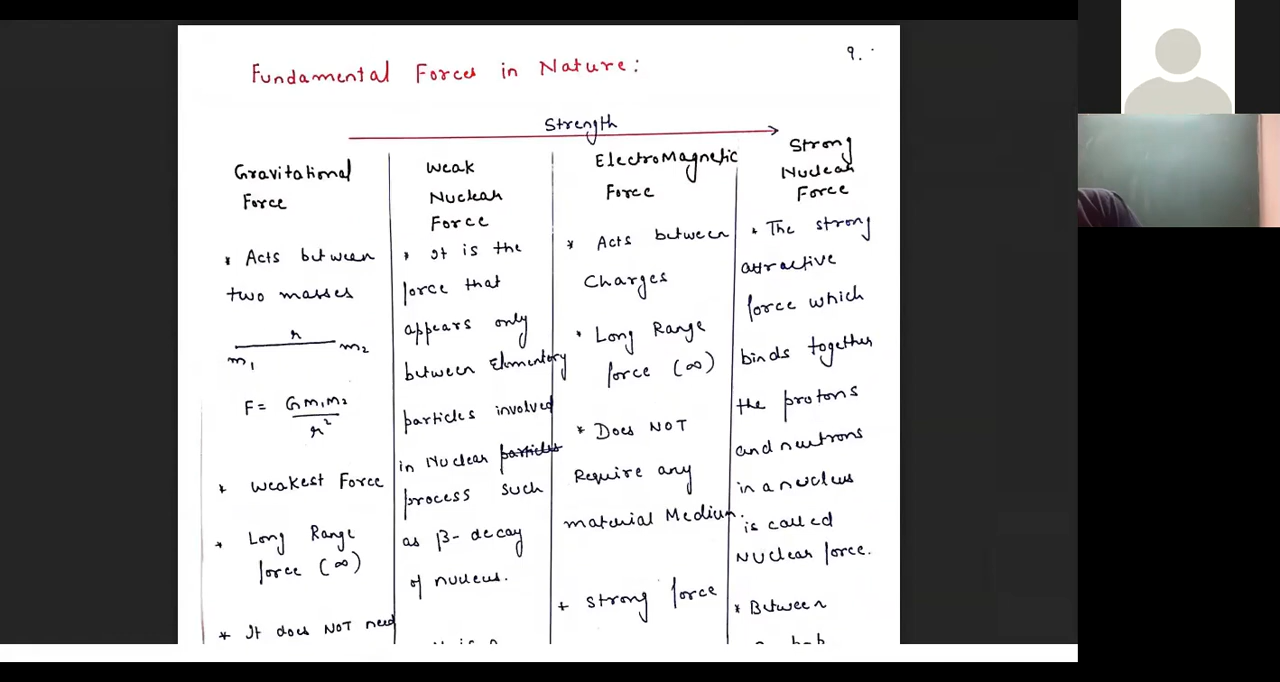 9.
Fundamental Forces in Nature:
Strength
Gravitational
Force
* Acts between
two masses
r
m1 m2
F = Gm1m2
r²
* Weakest Force
* Long Range
force (∞)
* It does NOT need
Weak
Nuclear
Force
* It is the
force that
appears only
between Elementary
particles involved
in Nuclear particles
process such
as β-decay
of nucleus.
ElectroMagnetic
Force
* Acts between
Charges
* Long Range
force (∞)
* Does NOT
Require any
material Medium.
* Strong force
Strong
Nuclear
Force
* The strong
attractive
force which
binds together
the protons
and neutrons
in a nucleus
is called
Nuclear force.
* Between